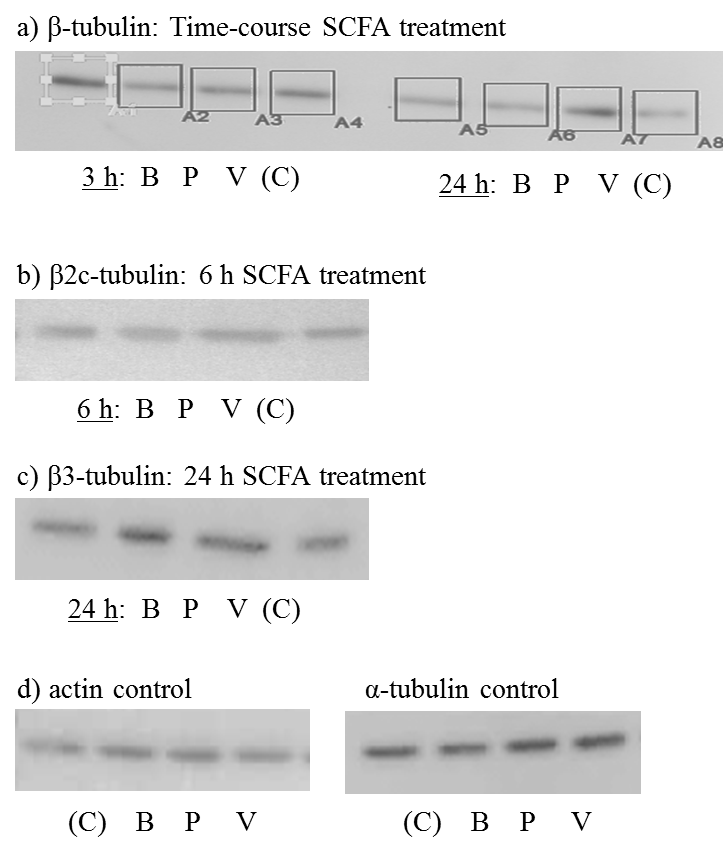 a) β-tubulin: Time-course SCFA treatment
A1 A2 A3 A4 A5 A6 A7 A8
3 h: B P V (C)
24 h: B P V (C)
b) β2c-tubulin: 6 h SCFA treatment
6 h: B P V (C)
c) β3-tubulin: 24 h SCFA treatment
24 h: B P V (C)
d) actin control
α-tubulin control
(C) B P V
(C) B P V